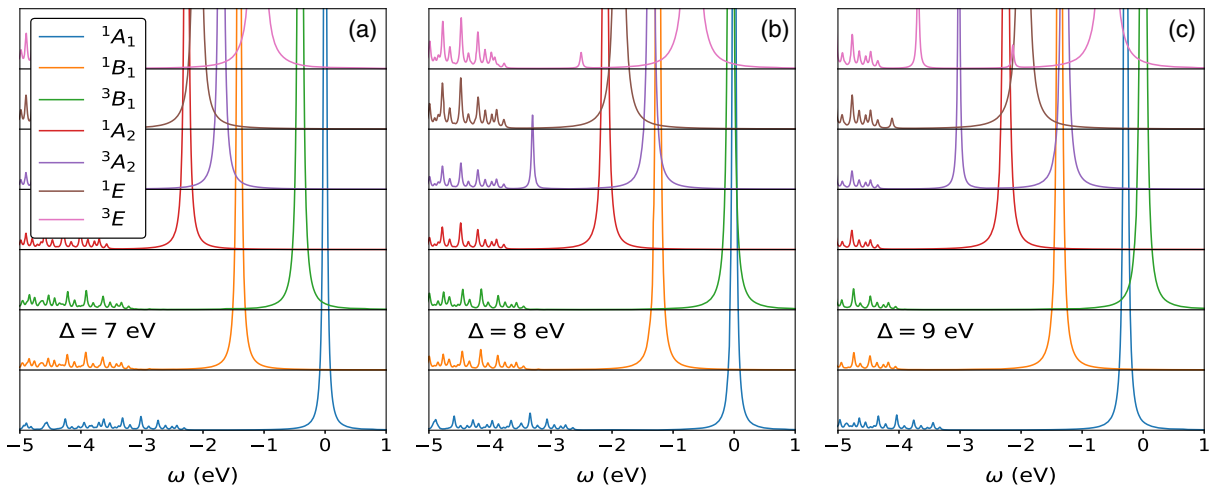 (a)
¹A₁
¹B₁
³B₁
¹A₂
³A₂
¹E
³E
Δ = 7 eV
−5 −4 −3 −2 −1 0 1
ω (eV)
(b)
Δ = 8 eV
−5 −4 −3 −2 −1 0 1
ω (eV)
(c)
Δ = 9 eV
−5 −4 −3 −2 −1 0 1
ω (eV)